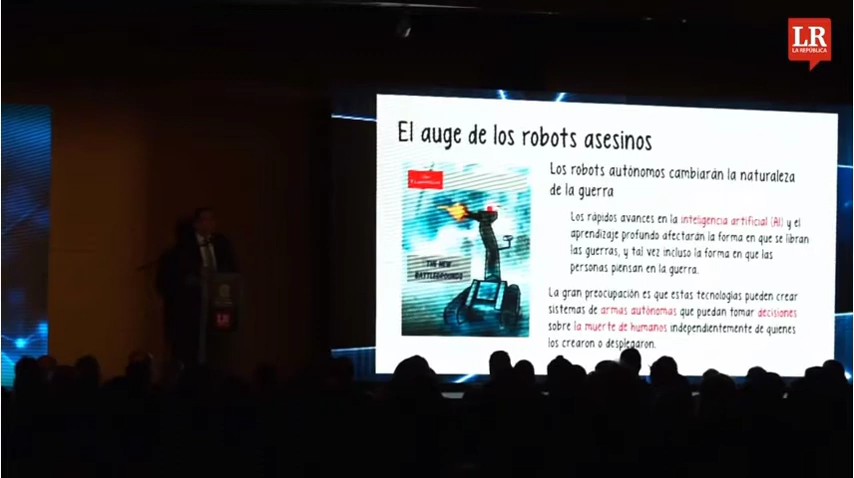 LR
LA REPÚBLICA
El auge de los robots asesinos
Los robots autónomos cambiarán la naturaleza
de la guerra
Los rápidos avances en la inteligencia artificial (AI) y el
aprendizaje profundo afectarán la forma en que se libran
las guerras, y tal vez incluso la forma en que las
personas piensan en la guerra.
THE NEW
BATTLEGROUNDS
La gran preocupación es que estas tecnologías pueden crear
sistemas de armas autónomas que puedan tomar decisiones
sobre la muerte de humanos independientemente de quienes
los crearon o desplegaron.
LR